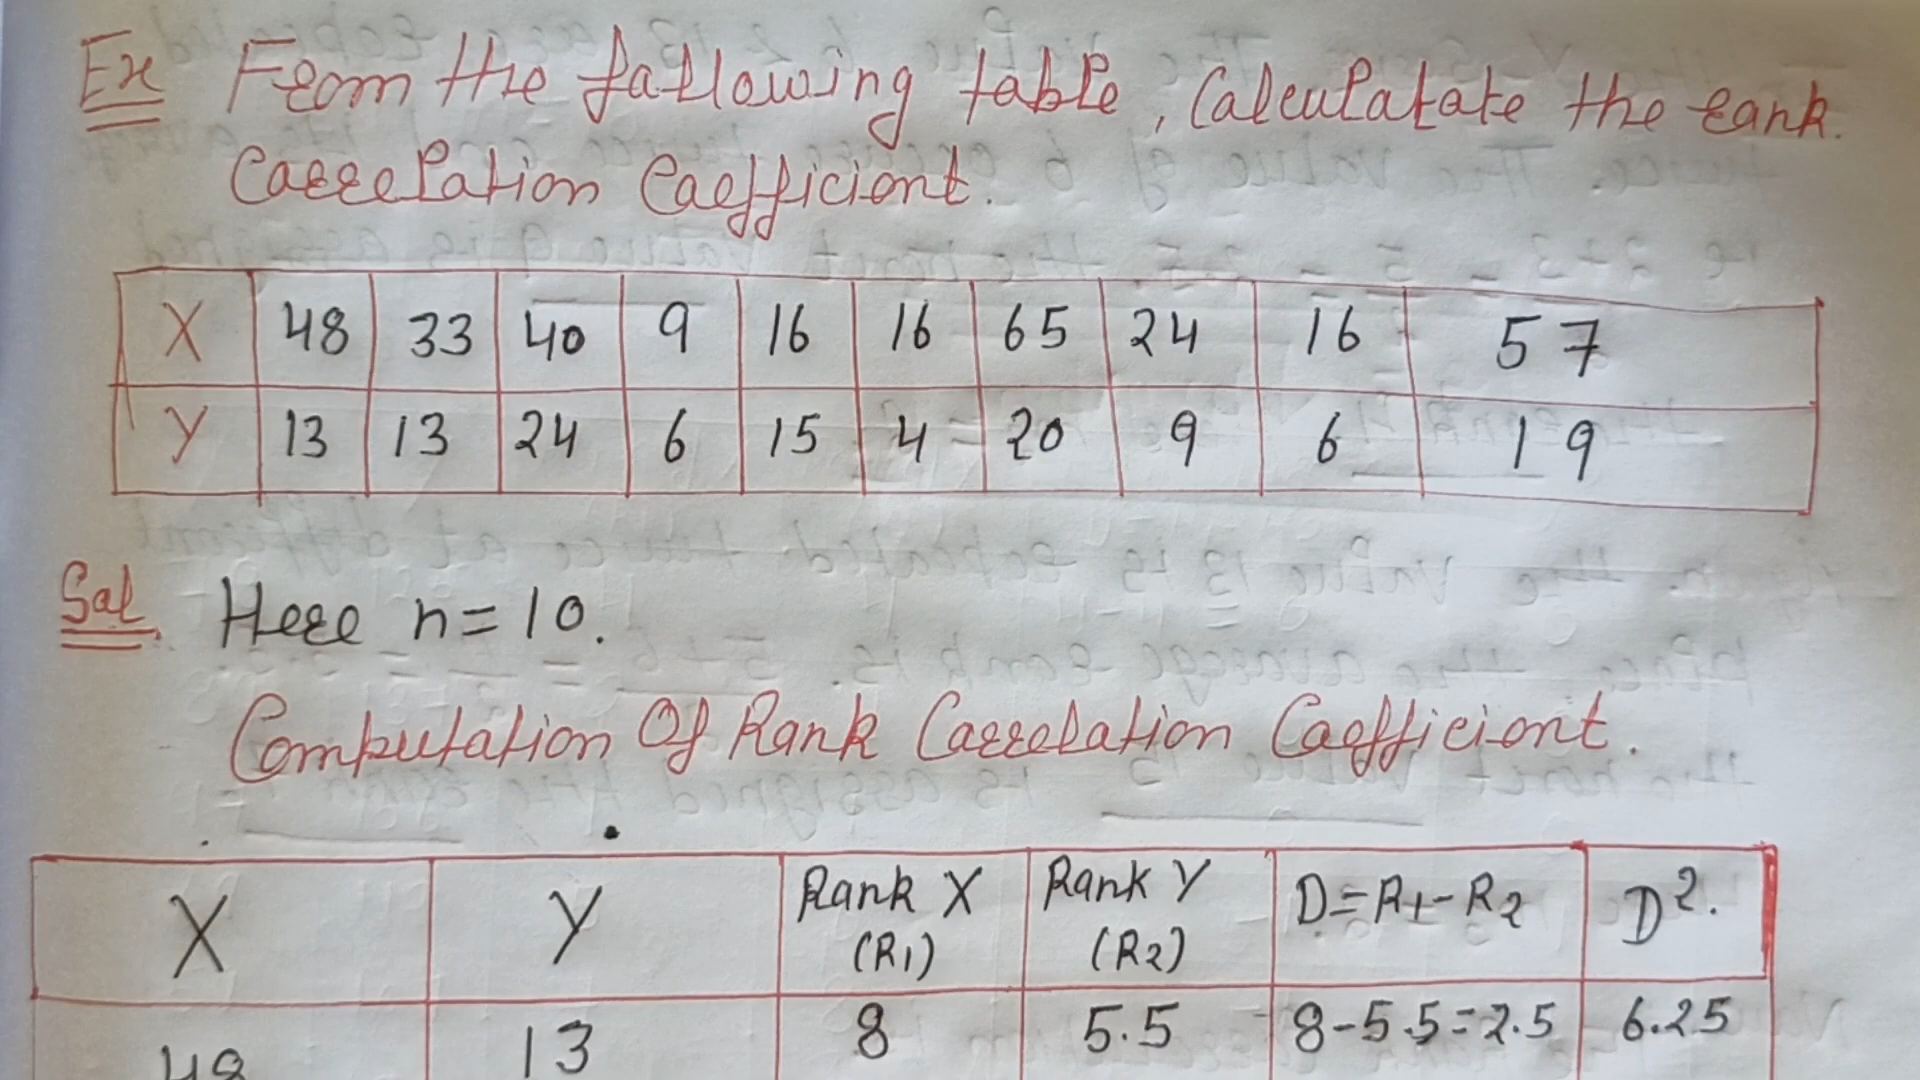 Ex From the following table, Calculatate the rank
Correlation Coefficient.
X 48 33 40 9 16 16 65 24 16 57
Y 13 13 24 6 15 4 20 9 6 19
Sol. Here n=10.
Computation Of Rank Correlation Coefficient.
X Y Rank X (R1) Rank Y (R2) D=R1-R2 D².
48 13 8 5.5 8-5.5=2.5 6.25